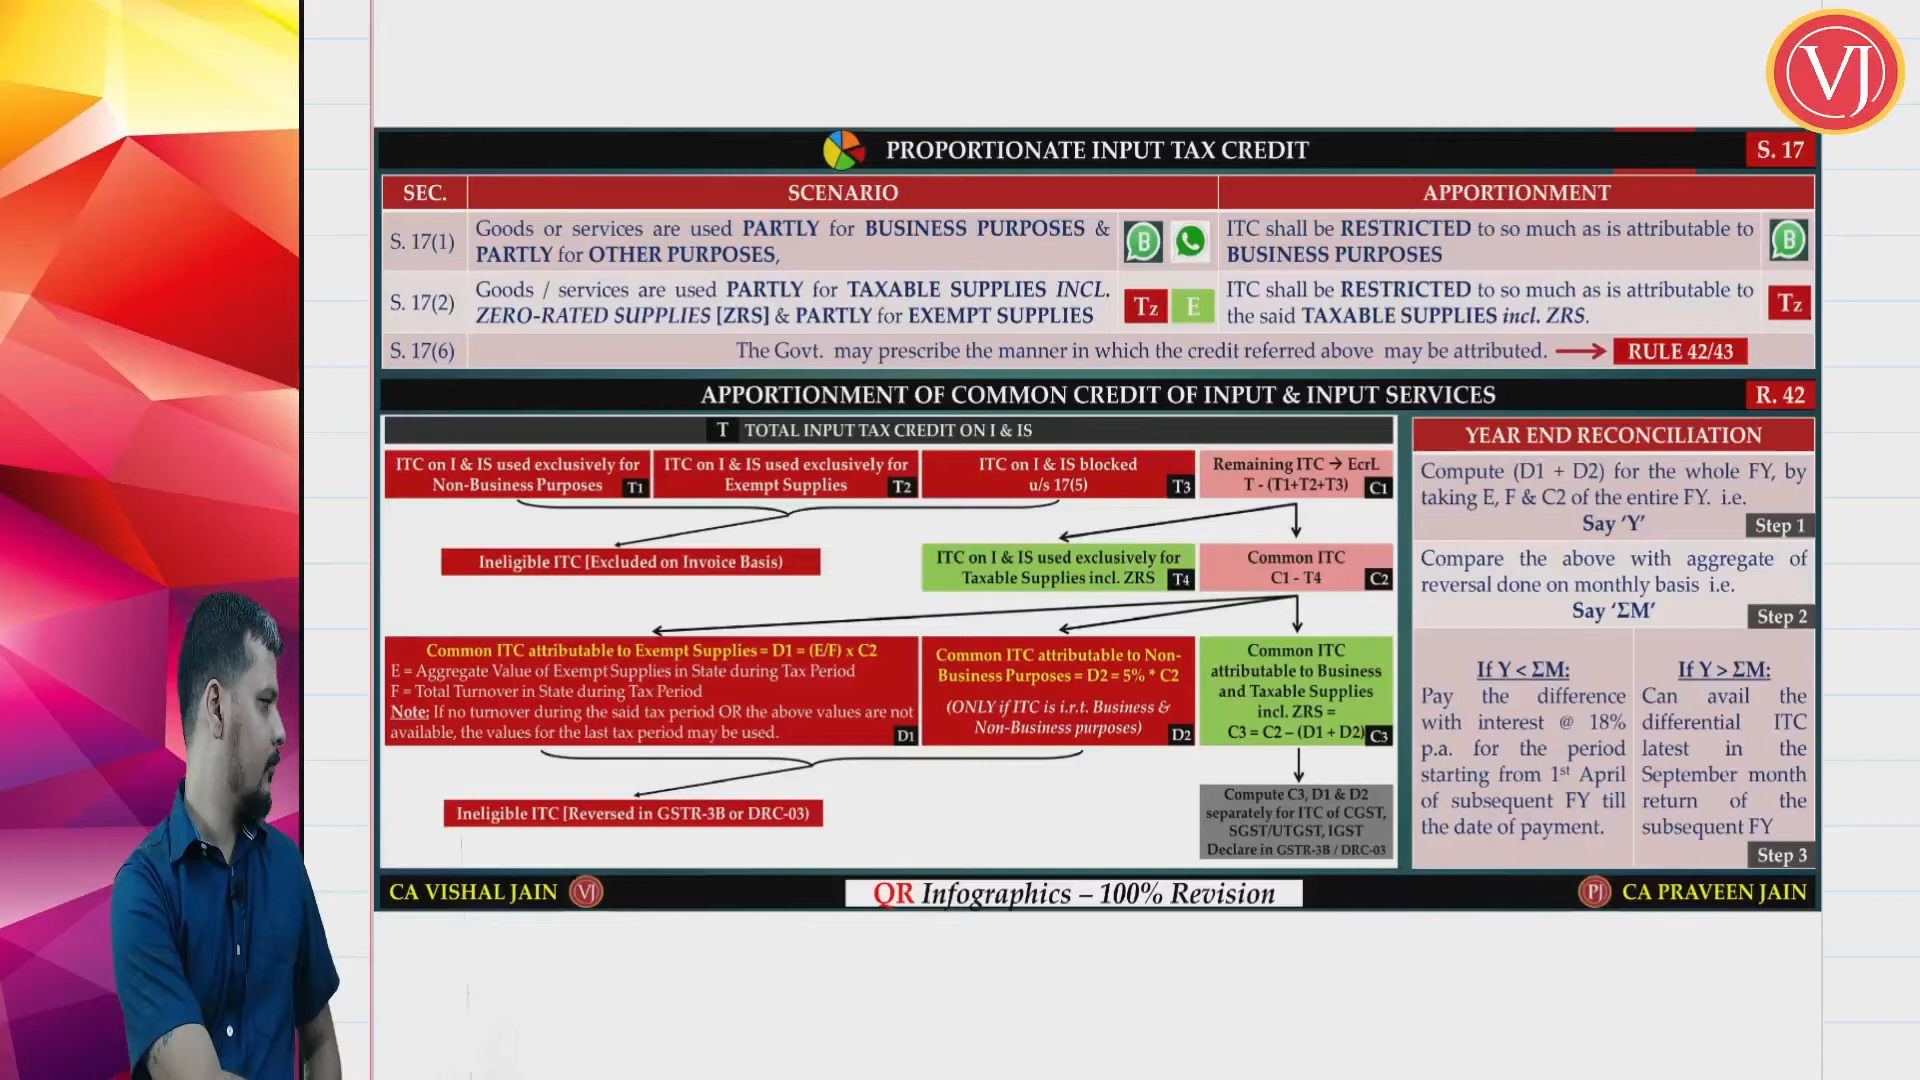 VJ
PROPORTIONATE INPUT TAX CREDIT
S. 17
SEC.
SCENARIO
APPORTIONMENT
S. 17(1)
Goods or services are used PARTLY for BUSINESS PURPOSES &
PARTLY for OTHER PURPOSES,
B
ITC shall be RESTRICTED to so much as is attributable to
BUSINESS PURPOSES
B
S. 17(2)
Goods / services are used PARTLY for TAXABLE SUPPLIES INCL.
ZERO-RATED SUPPLIES [ZRS] & PARTLY for EXEMPT SUPPLIES
Tz
E
ITC shall be RESTRICTED to so much as is attributable to
the said TAXABLE SUPPLIES incl. ZRS.
Tz
S. 17(6)
The Govt. may prescribe the manner in which the credit referred above may be attributed.
RULE 42/43
APPORTIONMENT OF COMMON CREDIT OF INPUT & INPUT SERVICES
R. 42
T TOTAL INPUT TAX CREDIT ON I & IS
ITC on I & IS used exclusively for
Non-Business Purposes
T1
ITC on I & IS used exclusively for
Exempt Supplies
T2
ITC on I & IS blocked
u/s 17(5)
T3
Remaining ITC → EcrL
T - (T1+T2+T3)
C1
Ineligible ITC [Excluded on Invoice Basis)
ITC on I & IS used exclusively for
Taxable Supplies incl. ZRS
T4
Common ITC
C1 - T4
C2
Common ITC attributable to Exempt Supplies = D1 = (E/F) x C2
E = Aggregate Value of Exempt Supplies in State during Tax Period
F = Total Turnover in State during Tax Period
Note: If no turnover during the said tax period OR the above values are not
available, the values for the last tax period may be used.
D1
Common ITC attributable to Non-
Business Purposes = D2 = 5% * C2
(ONLY if ITC is i.r.t. Business &
Non-Business purposes)
D2
Common ITC
attributable to Business
and Taxable Supplies
incl. ZRS =
C3 = C2 – (D1 + D2)
C3
Ineligible ITC [Reversed in GSTR-3B or DRC-03)
Compute C3, D1 & D2
separately for ITC of CGST,
SGST/UTGST, IGST
Declare in GSTR-3B / DRC-03
YEAR END RECONCILIATION
Compute (D1 + D2) for the whole FY, by
taking E, F & C2 of the entire FY. i.e.
Say ‘Y’
Step 1
Compare the above with aggregate of
reversal done on monthly basis i.e.
Say ‘ΣM’
Step 2
If Y < ΣM:
Pay the difference
with interest @ 18%
p.a. for the period
starting from 1st April
of subsequent FY till
the date of payment.
If Y > ΣM:
Can avail the
differential ITC
latest in the
September month
return of the
subsequent FY
Step 3
CA VISHAL JAIN
VJ
QR Infographics – 100% Revision
PJ
CA PRAVEEN JAIN